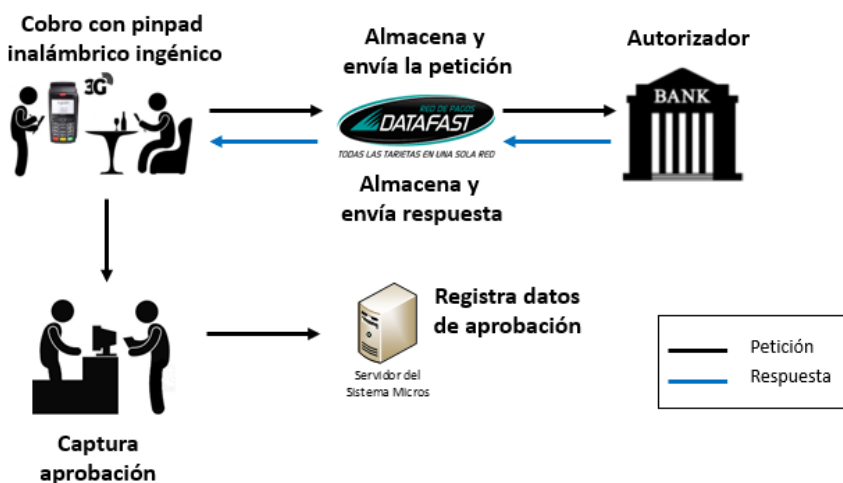 Cobro con pinpad
inalámbrico ingénico
3G
Almacena y
envía la petición
Autorizador
BANK
RED DE PAGOS
DATAFAST
TODAS LAS TARJETAS EN UNA SOLA RED
Almacena y
envía respuesta
Registra datos
de aprobación
Servidor del
Sistema Micros
Petición
Respuesta
Captura
aprobación